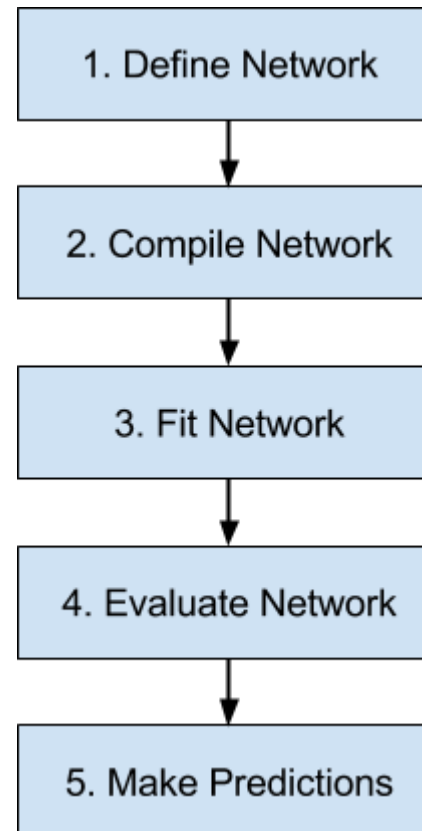 1. Define Network
2. Compile Network
3. Fit Network
4. Evaluate Network
5. Make Predictions